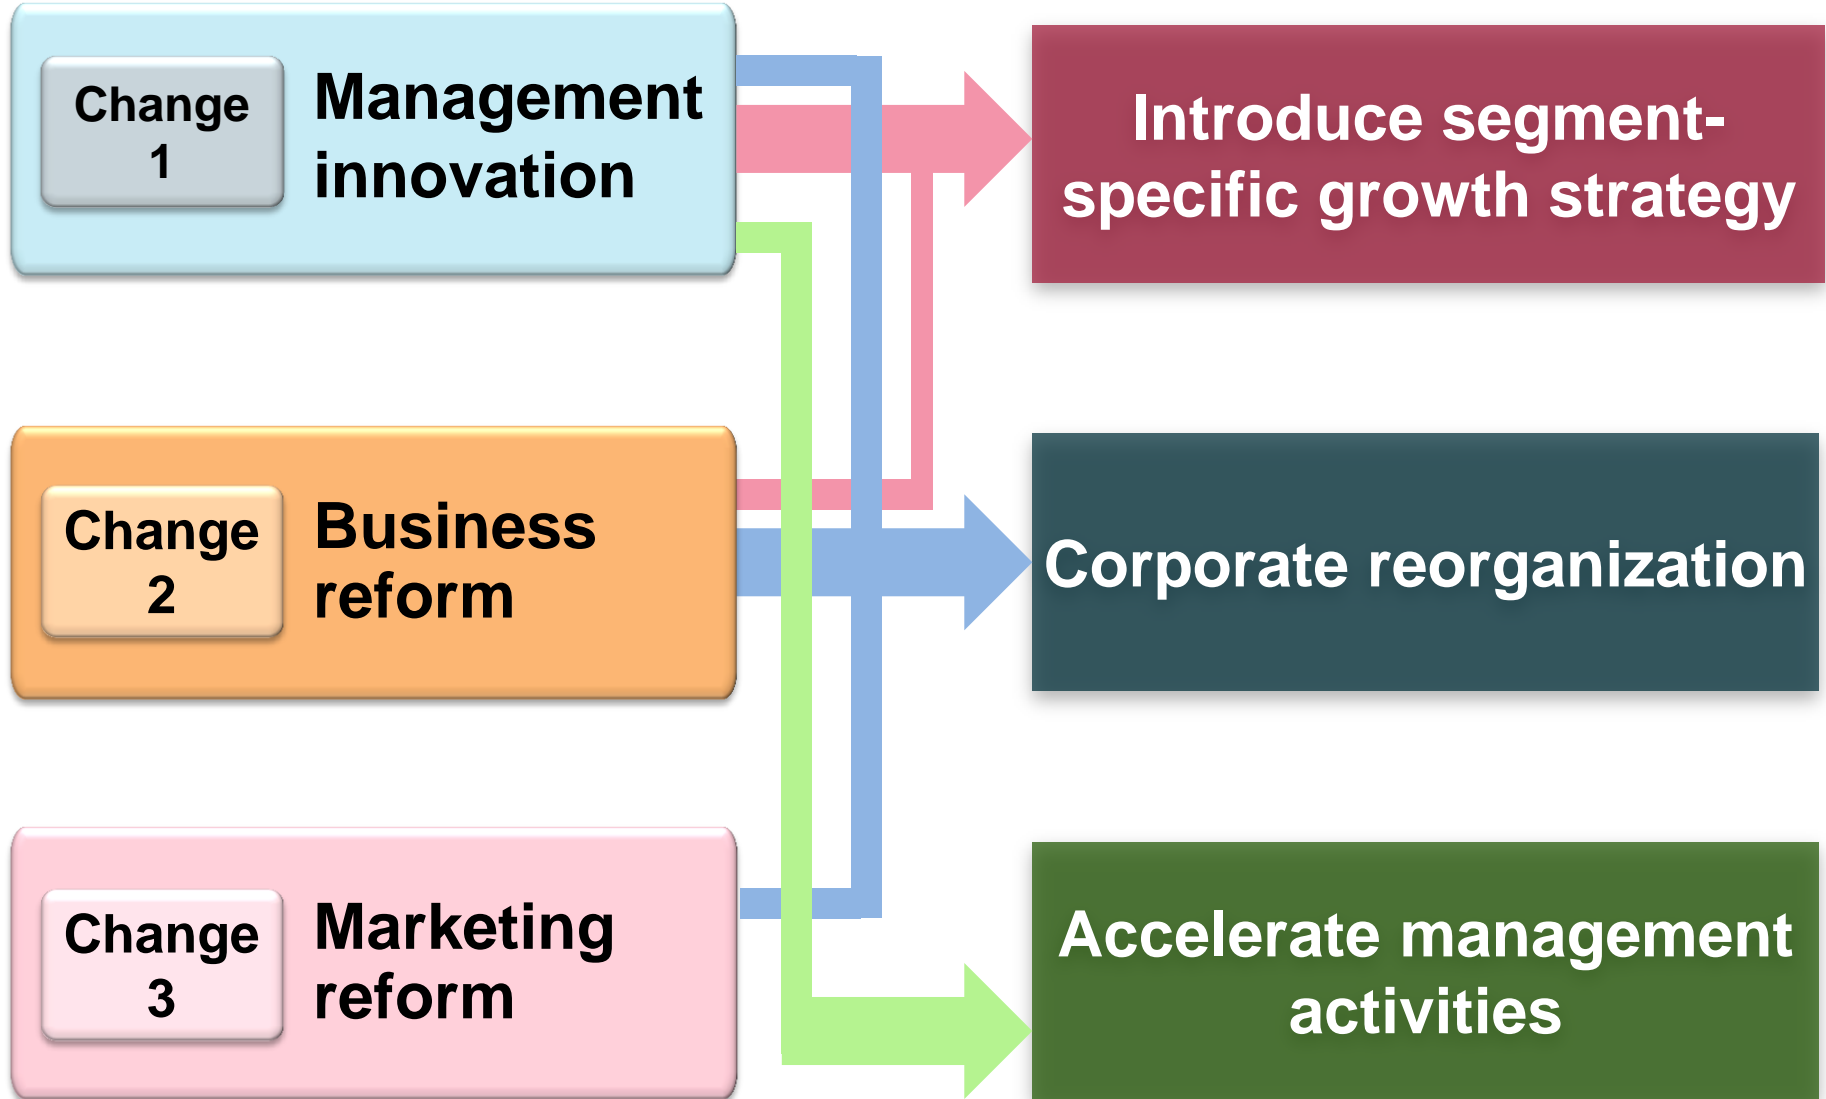 Change
1
Management
innovation
Introduce segment-
specific growth strategy
Change
2
Business
reform
Corporate reorganization
Change
3
Marketing
reform
Accelerate management
activities